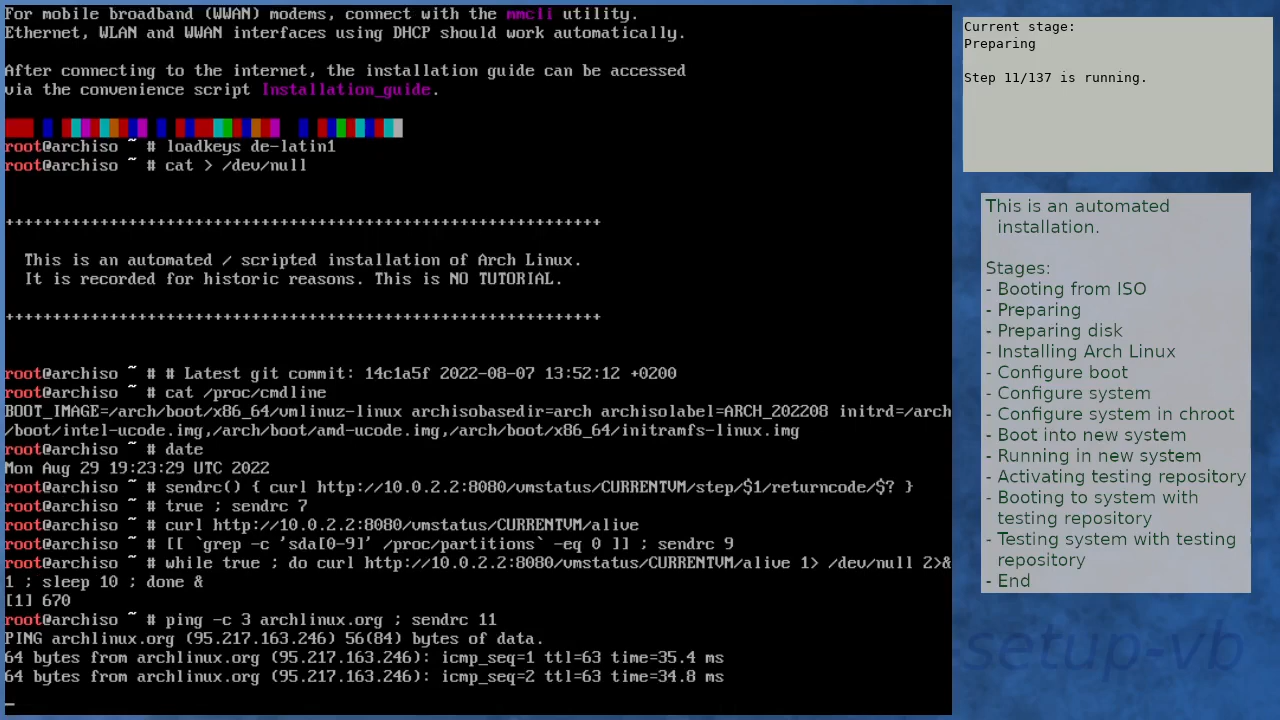 For mobile broadband (WWAN) modems, connect with the mmcli utility.
Ethernet, WLAN and WWAN interfaces using DHCP should work automatically.
After connecting to the internet, the installation guide can be accessed
via the convenience script Installation_guide.
root@archiso ~ # loadkeys de-latin1
root@archiso ~ # cat > /dev/null
+++++++++++++++++++++++++++++++++++++++++++++++++++++++++++++++
This is an automated / scripted installation of Arch Linux.
It is recorded for historic reasons. This is NO TUTORIAL.
+++++++++++++++++++++++++++++++++++++++++++++++++++++++++++++++
root@archiso ~ # # Latest git commit: 14c1a5f 2022-08-07 13:52:12 +0200
root@archiso ~ # cat /proc/cmdline
BOOT_IMAGE=/arch/boot/x86_64/vmlinuz-linux archisobasedir=arch archisolabel=ARCH_202208 initrd=/arch
/boot/intel-ucode.img,/arch/boot/amd-ucode.img,/arch/boot/x86_64/initramfs-linux.img
root@archiso ~ # date
Mon Aug 29 19:23:29 UTC 2022
root@archiso ~ # sendrc() { curl http://10.0.2.2:8080/vmstatus/CURRENTVM/step/$1/returncode/$? }
root@archiso ~ # true ; sendrc 7
root@archiso ~ # curl http://10.0.2.2:8080/vmstatus/CURRENTVM/alive
root@archiso ~ # [[ `grep -c 'sda[0-9]' /proc/partitions` -eq 0 ]] ; sendrc 9
root@archiso ~ # while true ; do curl http://10.0.2.2:8080/vmstatus/CURRENTVM/alive 1> /dev/null 2>&
1 ; sleep 10 ; done &
[1] 670
root@archiso ~ # ping -c 3 archlinux.org ; sendrc 11
PING archlinux.org (95.217.163.246) 56(84) bytes of data.
64 bytes from archlinux.org (95.217.163.246): icmp_seq=1 ttl=63 time=35.4 ms
64 bytes from archlinux.org (95.217.163.246): icmp_seq=2 ttl=63 time=34.8 ms
_
Current stage:
Preparing
Step 11/137 is running.
This is an automated
installation.
Stages:
- Booting from ISO
- Preparing
- Preparing disk
- Installing Arch Linux
- Configure boot
- Configure system
- Configure system in chroot
- Boot into new system
- Running in new system
- Activating testing repository
- Booting to system with
testing repository
- Testing system with testing
repository
- End
setup-vb